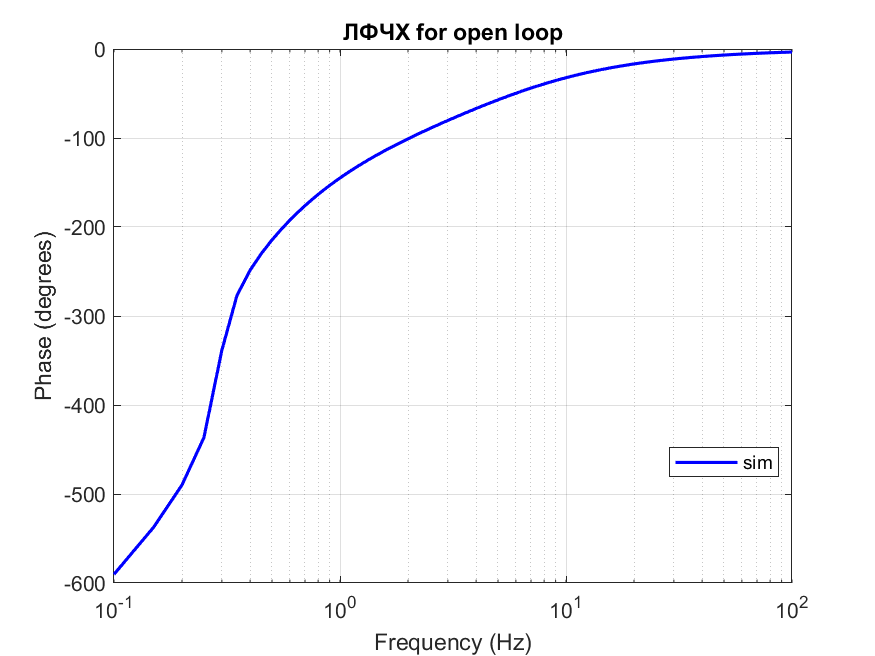 ЛФЧХ for open loop
0
-100
-200
-300
-400
-500
-600
Phase (degrees)
sim
10^-1
10^0
10^1
10^2
Frequency (Hz)